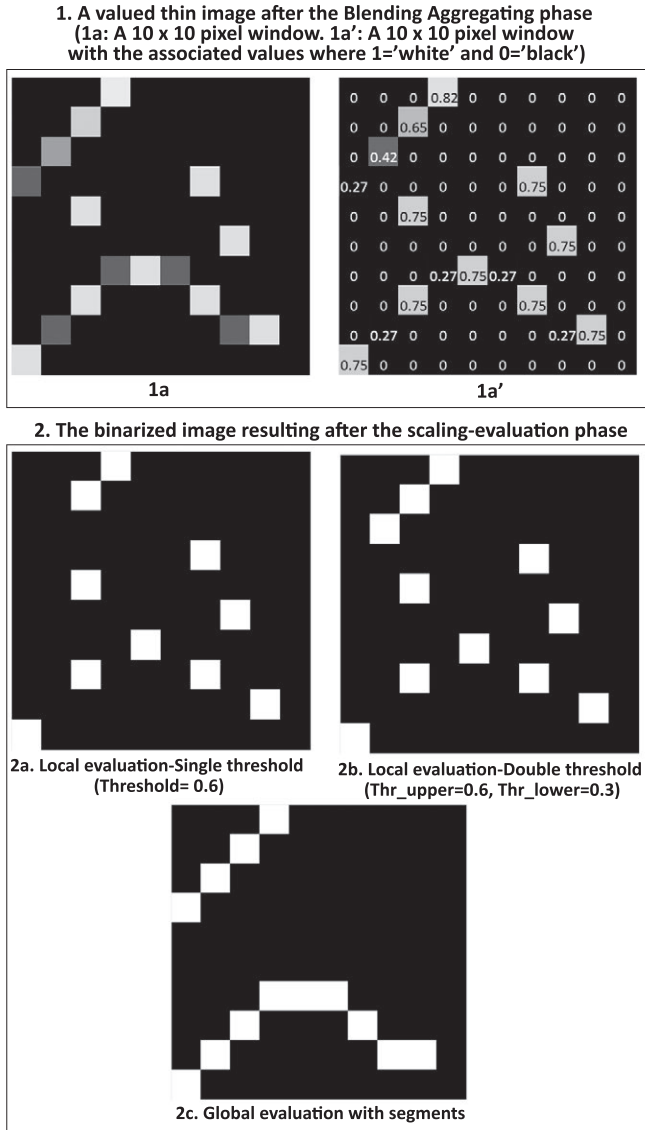 1. A valued thin image after the Blending Aggregating phase
(1a: A 10 x 10 pixel window. 1a’: A 10 x 10 pixel window
with the associated values where 1=’white’ and 0=’black’)
0 0 0 0.82 0 0 0 0 0 0
0 0 0.65 0 0 0 0 0 0 0
0 0.42 0 0 0 0 0 0 0 0
0.27 0 0 0 0 0 0.75 0 0 0
0 0 0.75 0 0 0 0 0 0 0
0 0 0 0 0 0 0 0.75 0 0
0 0 0 0.27 0.75 0.27 0 0 0 0
0 0 0.75 0 0 0 0.75 0 0 0
0 0.27 0 0 0 0 0 0.27 0.75 0
0.75 0 0 0 0 0 0 0 0 0
1a 1a’
2. The binarized image resulting after the scaling-evaluation phase
2a. Local evaluation-Single threshold
(Threshold= 0.6)
2b. Local evaluation-Double threshold
(Thr_upper=0.6, Thr_lower=0.3)
2c. Global evaluation with segments